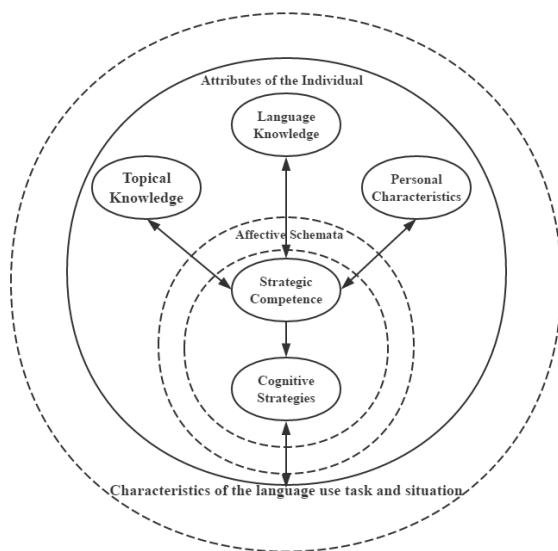 Attributes of the Individual
Language
Knowledge
Topical
Knowledge
Personal
Characteristics
Affective Schemata
Strategic
Competence
Cognitive
Strategies
Characteristics of the language use task and situation